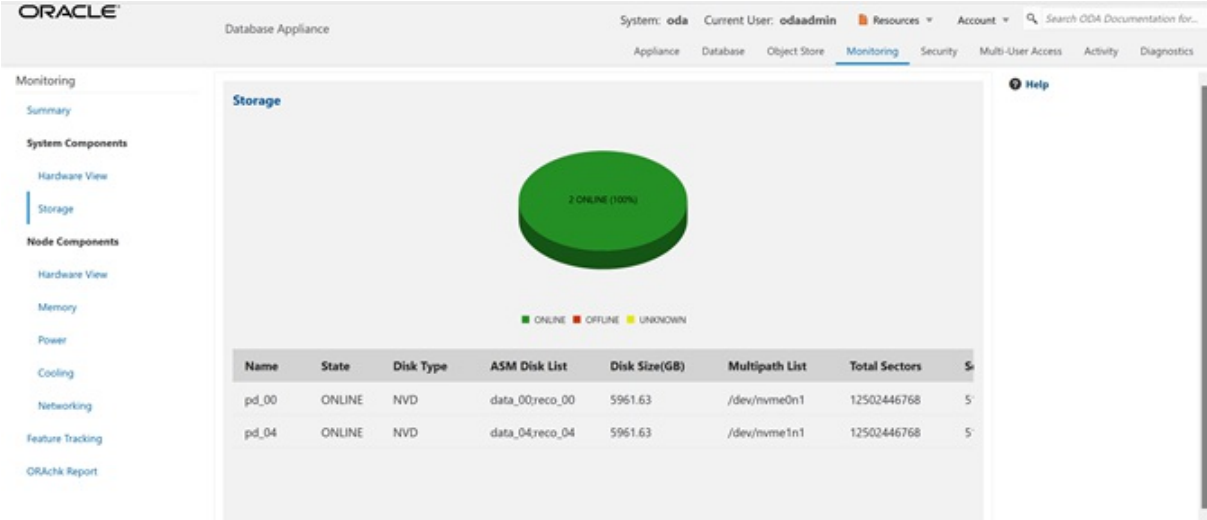 ORACLE
Database Appliance
System: oda Current User: odaadmin Resources Account Search ODA Documentation for...
Appliance Database Object Store Monitoring Security Multi-User Access Activity Diagnostics
Monitoring
Summary
System Components
Hardware View
Storage
Node Components
Hardware View
Memory
Power
Cooling
Networking
Feature Tracking
ORAchk Report
Storage
2 ONLINE (100%)
ONLINE OFFLINE UNKNOWN
Name State Disk Type ASM Disk List Disk Size(GB) Multipath List Total Sectors
pd_00 ONLINE NVD data_00;reco_00 5961.63 /dev/nvme0n1 12502446768
pd_04 ONLINE NVD data_04;reco_04 5961.63 /dev/nvme1n1 12502446768
Help